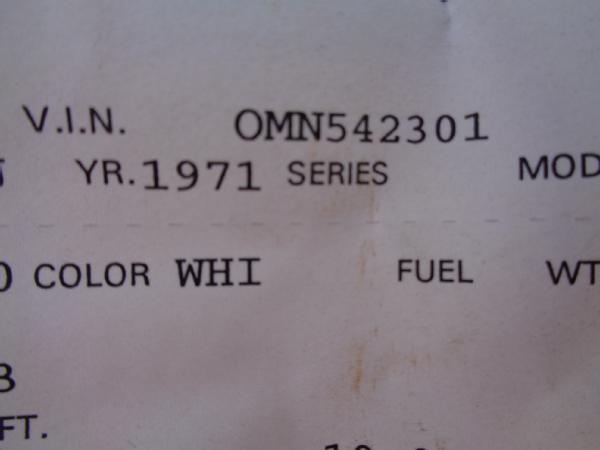 V.I.N. OMN542301
YR. 1971 SERIES MOD
COLOR WHI FUEL WT
FT.